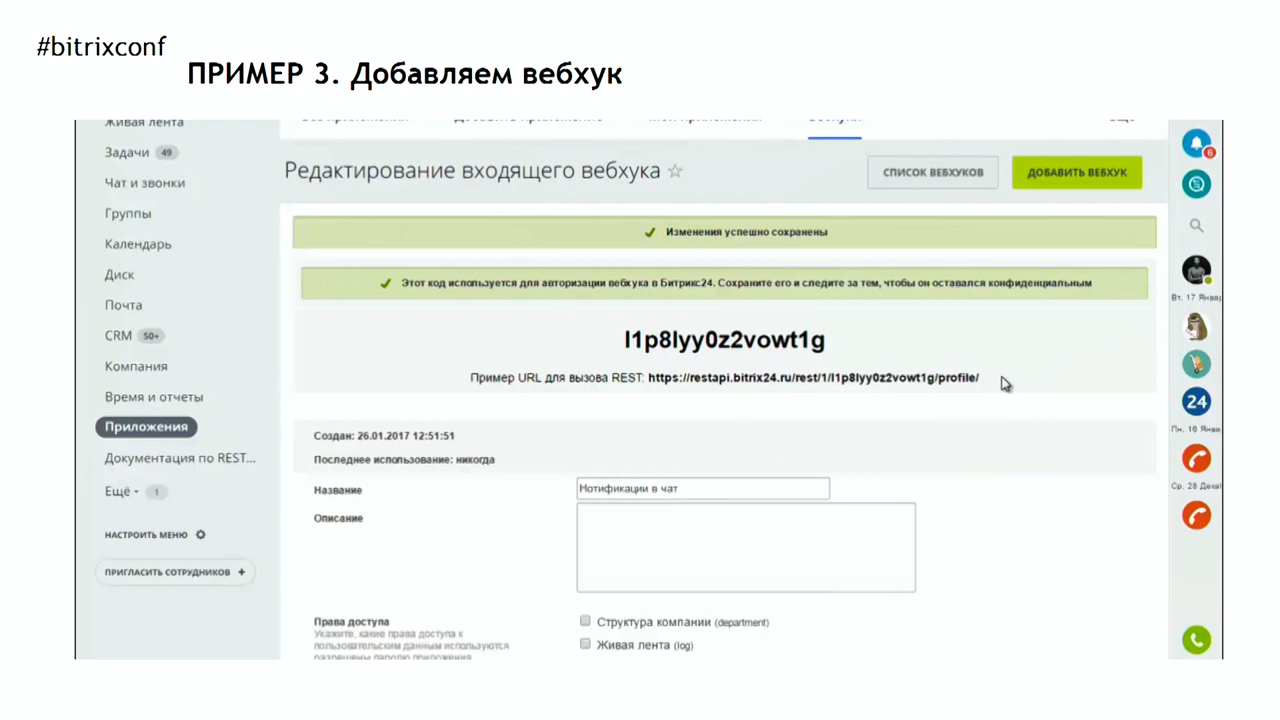 #bitrixconf
ПРИМЕР 3. Добавляем вебхук
Живая лента
Задачи 49
Чат и звонки
Группы
Календарь
Диск
Почта
CRM 50+
Компания
Время и отчеты
Приложения
Документация по REST...
Ещё - 1
НАСТРОИТЬ МЕНЮ
ПРИГЛАСИТЬ СОТРУДНИКОВ +
Редактирование входящего вебхука
СПИСОК ВЕБХУКОВ
ДОБАВИТЬ ВЕБХУК
Изменения успешно сохранены
Этот код используется для авторизации вебхука в Битрикс24. Сохраните его и следите за тем, чтобы он оставался конфиденциальным
l1p8lyy0z2vowt1g
Пример URL для вызова REST: https://restapi.bitrix24.ru/rest/1/l1p8lyy0z2vowt1g/profile/
Создан: 26.01.2017 12:51:51
Последнее использование: никогда
Название
Нотификации в чат
Описание
Права доступа
Укажите, какие права доступа к
пользовательским данным используются
разрешены паролю приложения
Структура компании (department)
Живая лента (log)
6
Вт. 17 Январ
24
Пн. 16 Янва
Ср. 28 Декаб